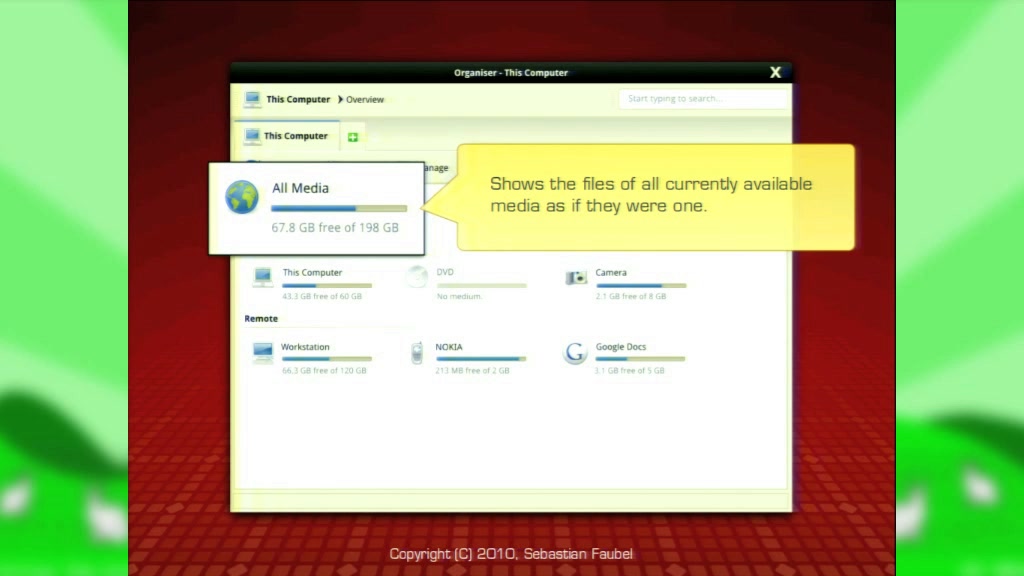 Organiser - This Computer
X
This Computer
Overview
Start typing to search...
This Computer
anage
All Media
67.8 GB free of 198 GB
Shows the files of all currently available
media as if they were one.
This Computer
43.3 GB free of 60 GB
DVD
No medium.
Camera
2.1 GB free of 8 GB
Remote
Workstation
66.3 GB free of 120 GB
NOKIA
213 MB free of 2 GB
G
Google Docs
3.1 GB free of 5 GB
Copyright (C) 2010, Sebastian Faubel